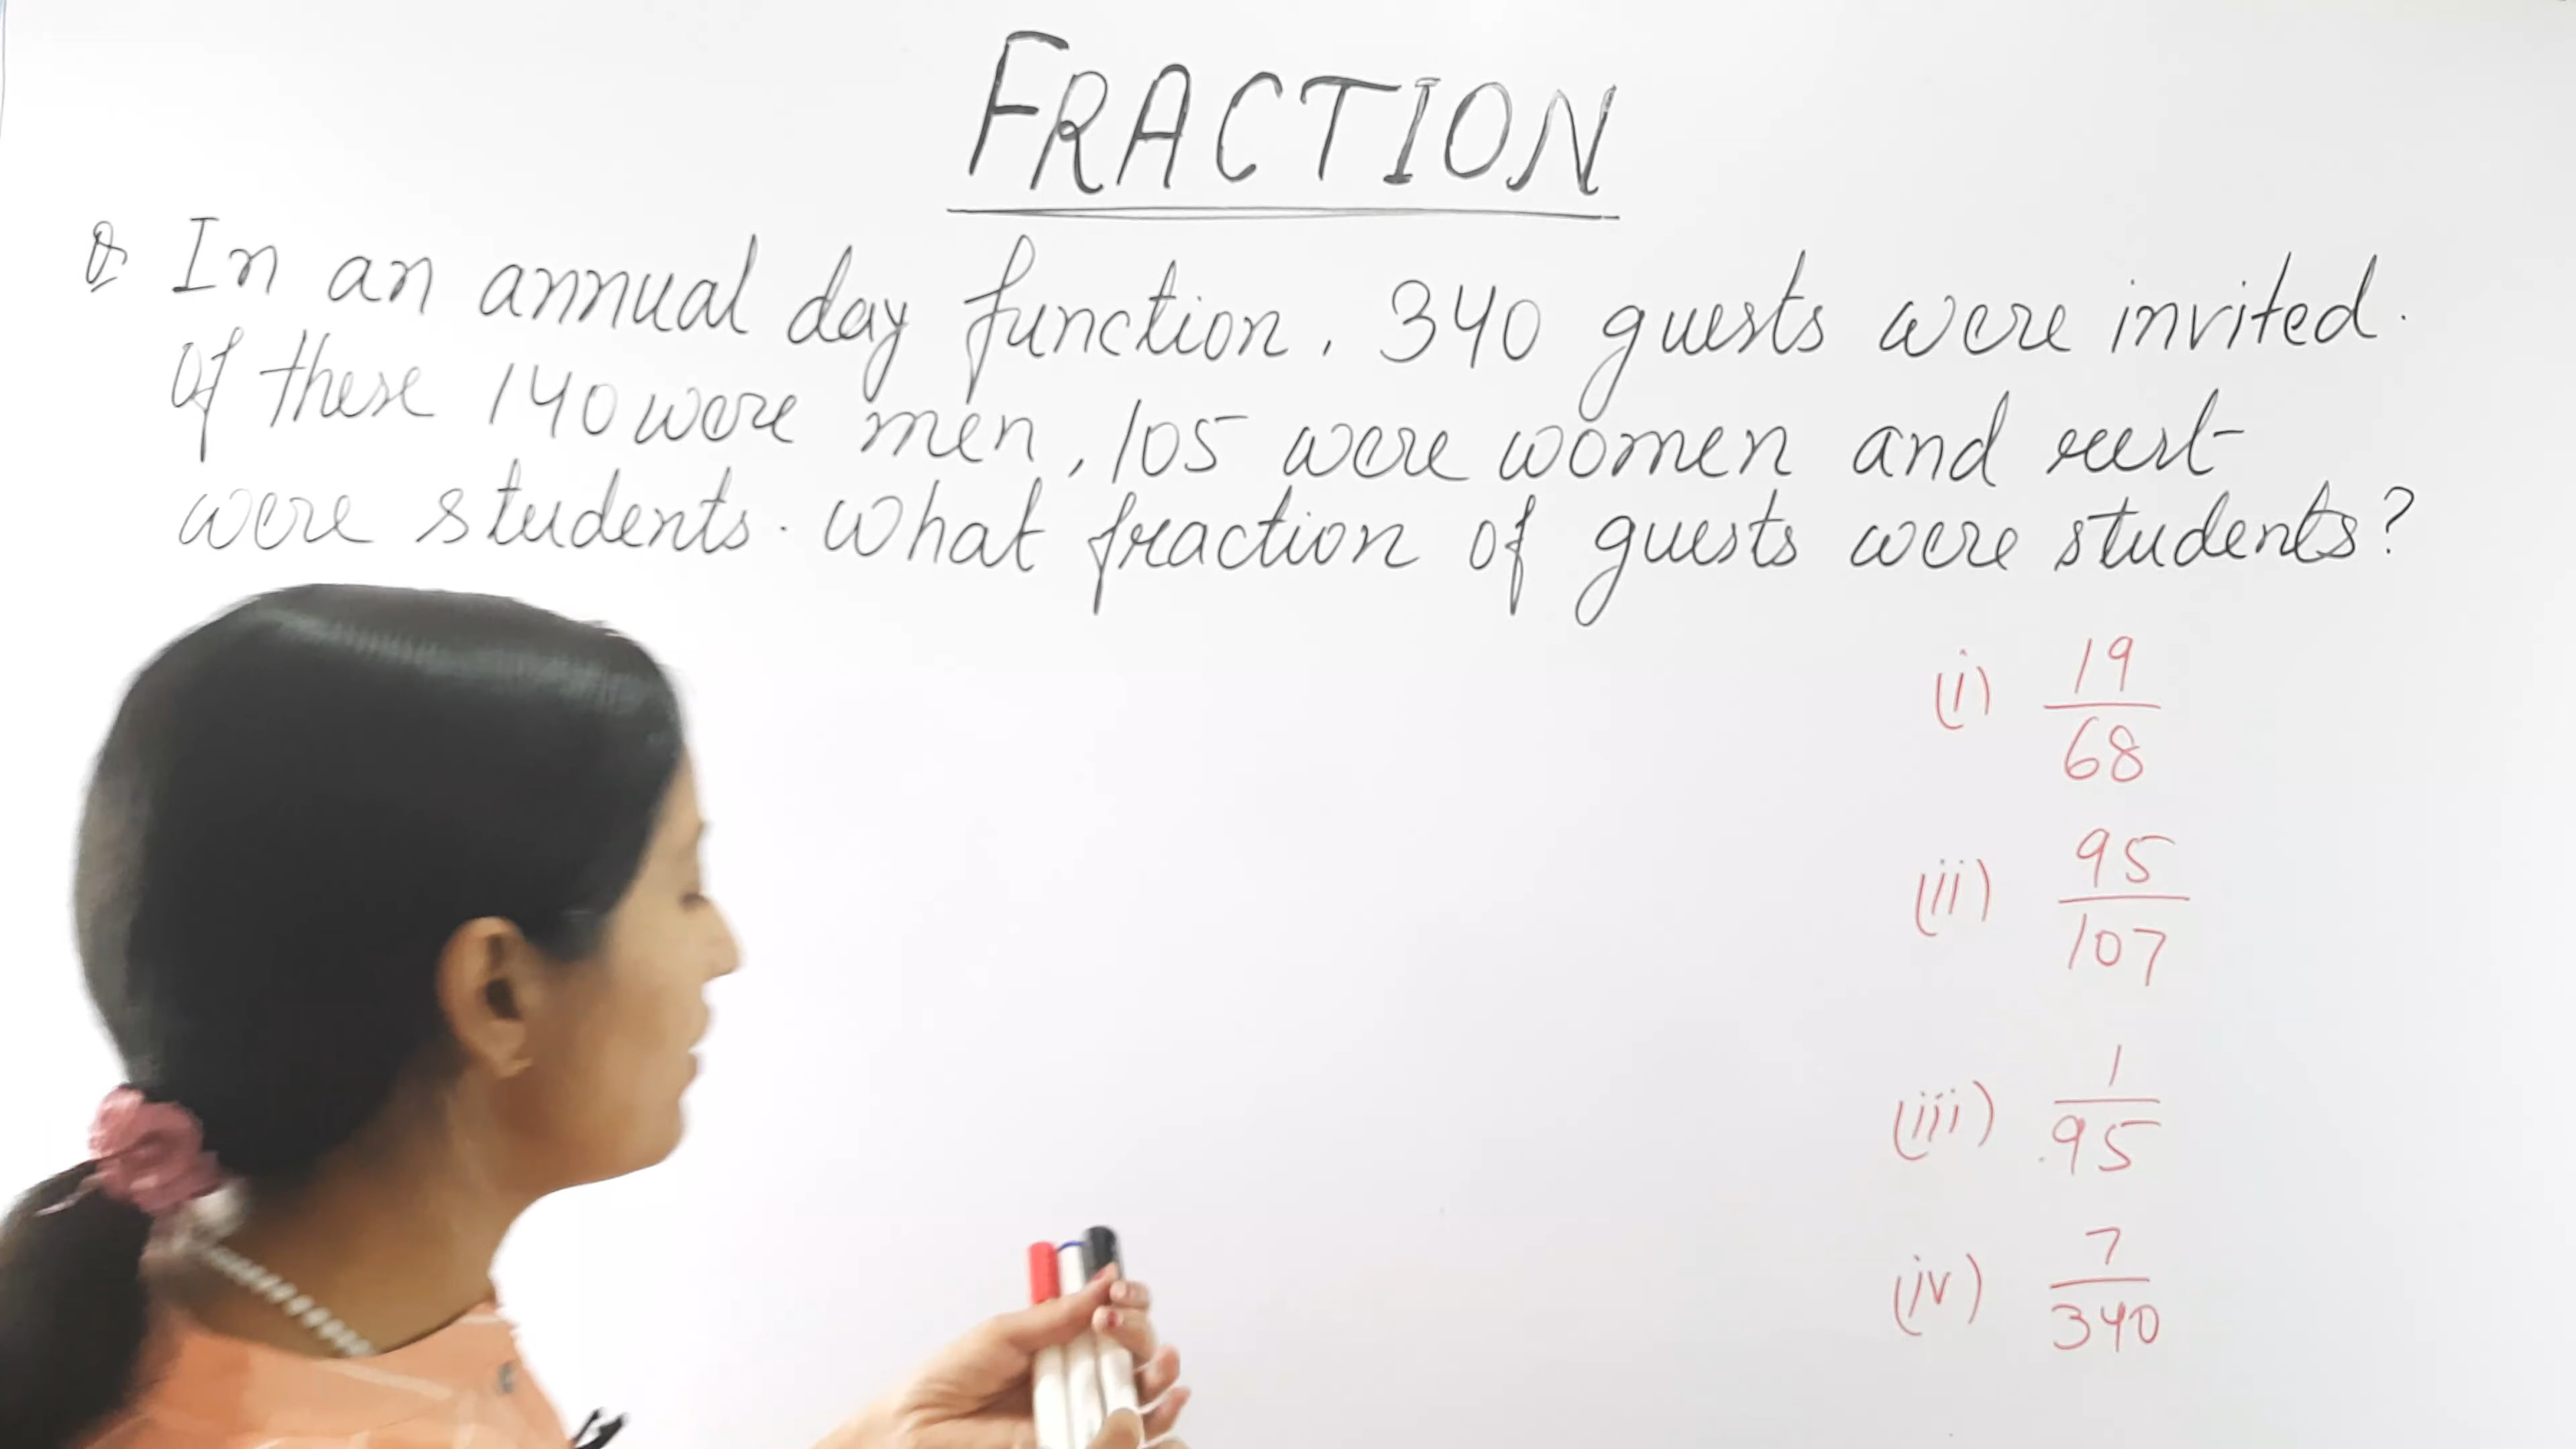 FRACTION
Q In an annual day function, 340 guests were invited.
Of these 140 were men, 105 were women and rest
were students. What fraction of guests were students?
(i) 19/68
(ii) 95/107
(iii) 1/95
(iv) 7/340